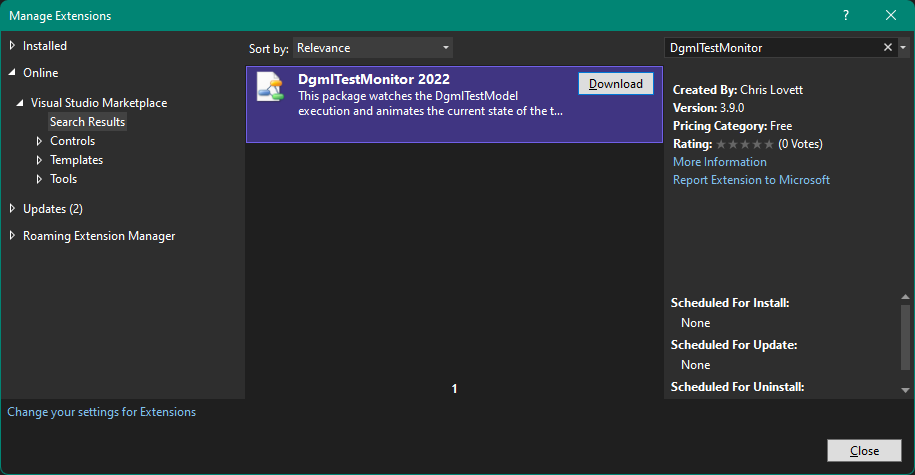 Manage Extensions
?
Installed
Online
Visual Studio Marketplace
Search Results
Controls
Templates
Tools
Updates (2)
Roaming Extension Manager
Change your settings for Extensions
Sort by: Relevance
DgmlTestMonitor 2022
Download
This package watches the DgmlTestModel
execution and animates the current state of the t...
1
DgmlTestMonitor
Created By: Chris Lovett
Version: 3.9.0
Pricing Category: Free
Rating: (0 Votes)
More Information
Report Extension to Microsoft
Scheduled For Install:
None
Scheduled For Update:
None
Scheduled For Uninstall:
Close